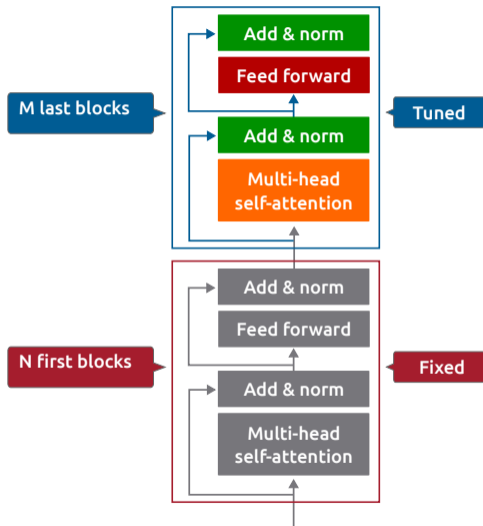 Add & norm
Feed forward
M last blocks
Tuned
Add & norm
Multi-head
self-attention
Add & norm
Feed forward
N first blocks
Fixed
Add & norm
Multi-head
self-attention